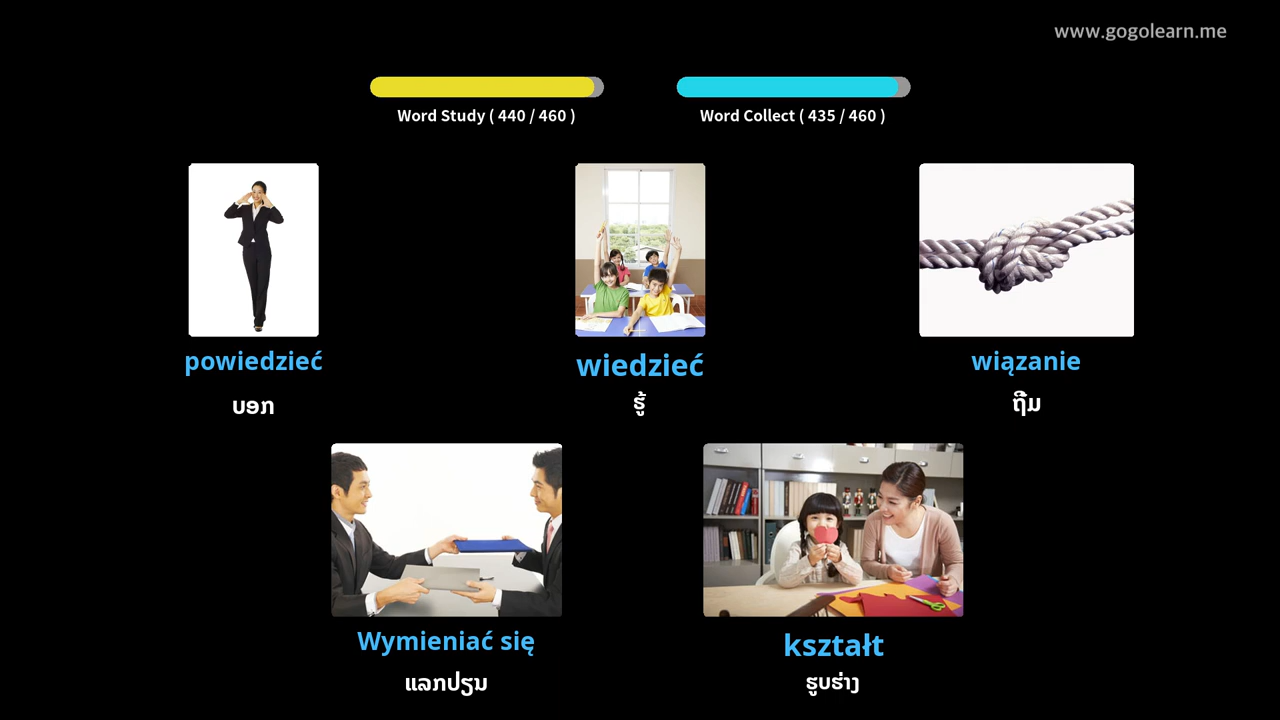 www.gogolearn.me
Word Study ( 440 / 460 )
Word Collect ( 435 / 460 )
powiedzieć
ບອກ
wiedzieć
ຮູ້
wiązanie
ຖືມ
Wymieniać się
ແລກປຽນ
kształt
ຮູບຮ່າງ